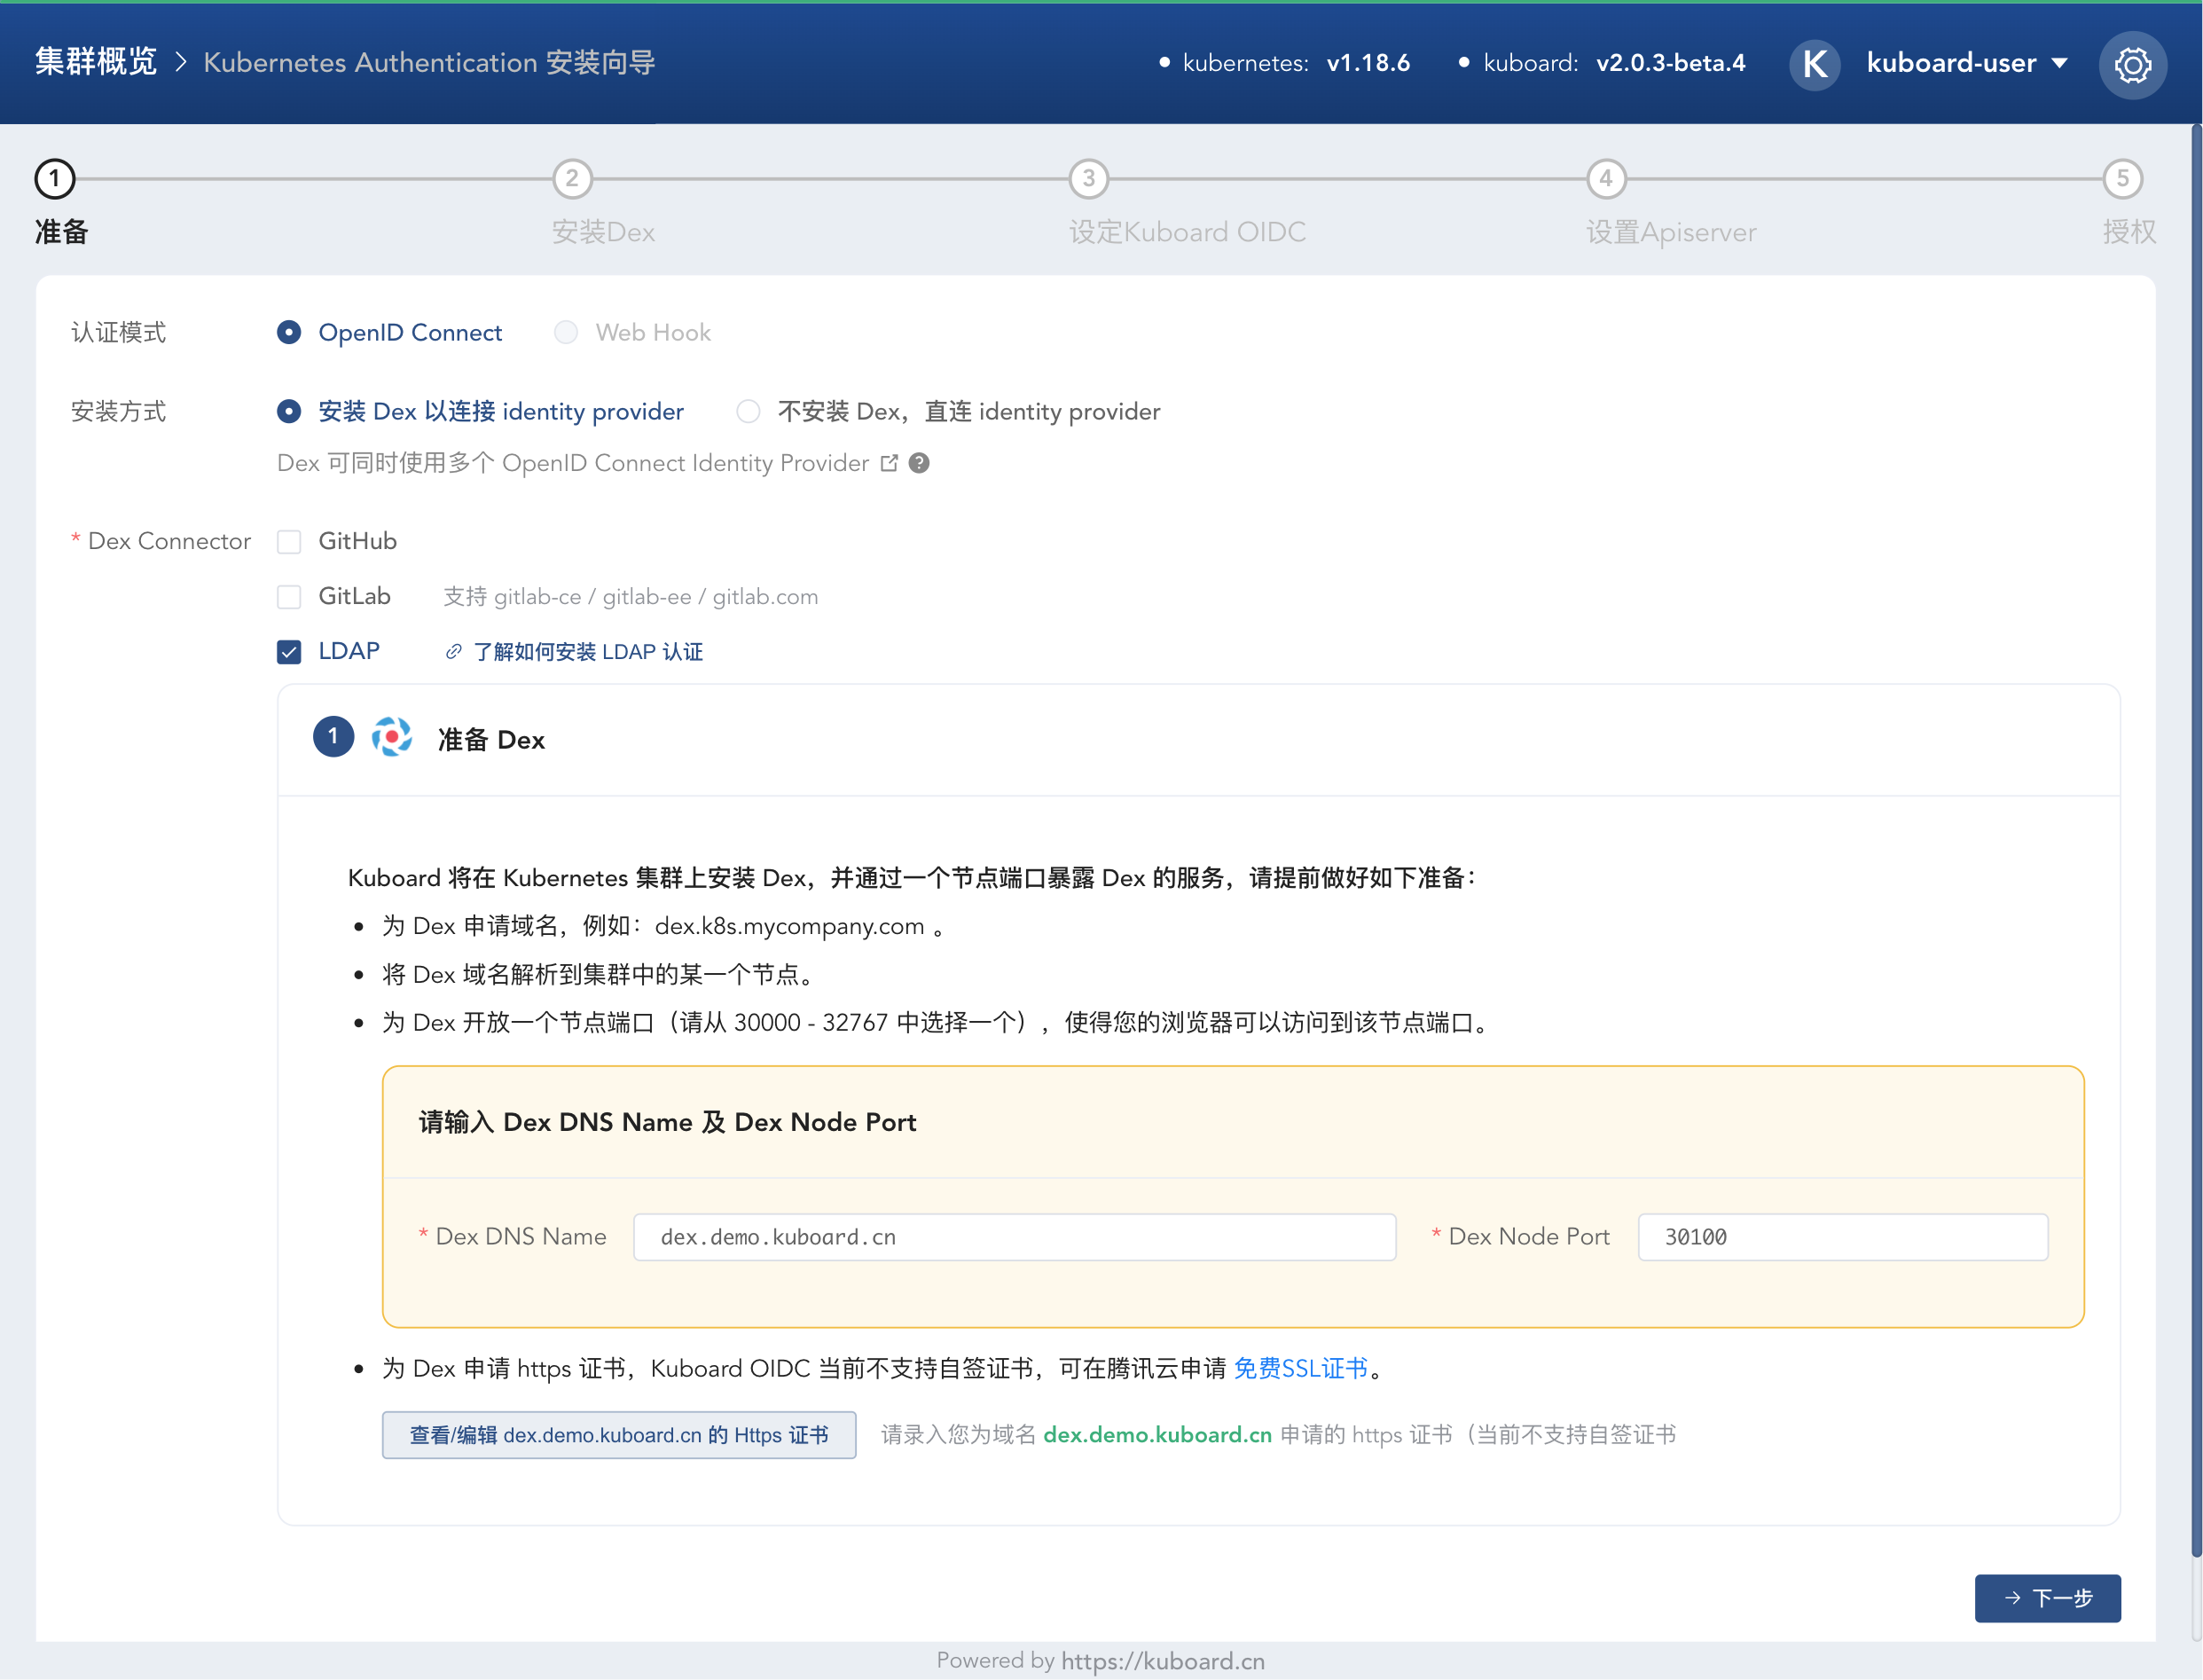 集群概览 > Kubernetes Authentication 安装向导 • kubernetes: v1.18.6 • kuboard: v2.0.3-beta.4 K kuboard-user
1 2 3 4 5
准备 安装Dex 设定Kuboard OIDC 设置Apiserver 授权
认证模式 OpenID Connect Web Hook
安装方式 安装 Dex 以连接 identity provider 不安装 Dex，直连 identity provider
Dex 可同时使用多个 OpenID Connect Identity Provider ?
* Dex Connector GitHub
GitLab 支持 gitlab-ce / gitlab-ee / gitlab.com
LDAP 了解如何安装 LDAP 认证
1 准备 Dex
Kuboard 将在 Kubernetes 集群上安装 Dex，并通过一个节点端口暴露 Dex 的服务，请提前做好如下准备：
• 为 Dex 申请域名，例如：dex.k8s.mycompany.com 。
• 将 Dex 域名解析到集群中的某一个节点。
• 为 Dex 开放一个节点端口（请从 30000 - 32767 中选择一个），使得您的浏览器可以访问到该节点端口。
请输入 Dex DNS Name 及 Dex Node Port
* Dex DNS Name dex.demo.kuboard.cn * Dex Node Port 30100
• 为 Dex 申请 https 证书，Kuboard OIDC 当前不支持自签证书，可在腾讯云申请 免费SSL证书。
查看/编辑 dex.demo.kuboard.cn 的 Https 证书 请录入您为域名 dex.demo.kuboard.cn 申请的 https 证书（当前不支持自签证书
→ 下一步
Powered by https://kuboard.cn